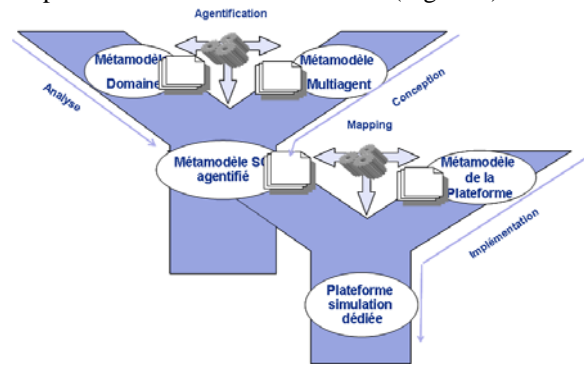 Agentification
Métamodèle
Domaine
Métamodèle
Multiagent
Analyse
Conception
Mapping
Métamodèle
agentifié
Métamodèle
de la
Plateforme
Implémentation
Plateforme
simulation
dédiée